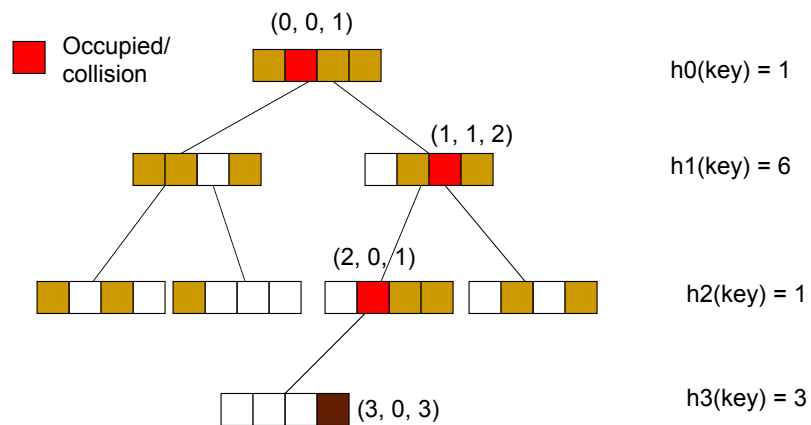 (0, 0, 1)
Occupied/
collision
h0(key) = 1
(1, 1, 2)
h1(key) = 6
(2, 0, 1)
h2(key) = 1
h3(key) = 3
(3, 0, 3)